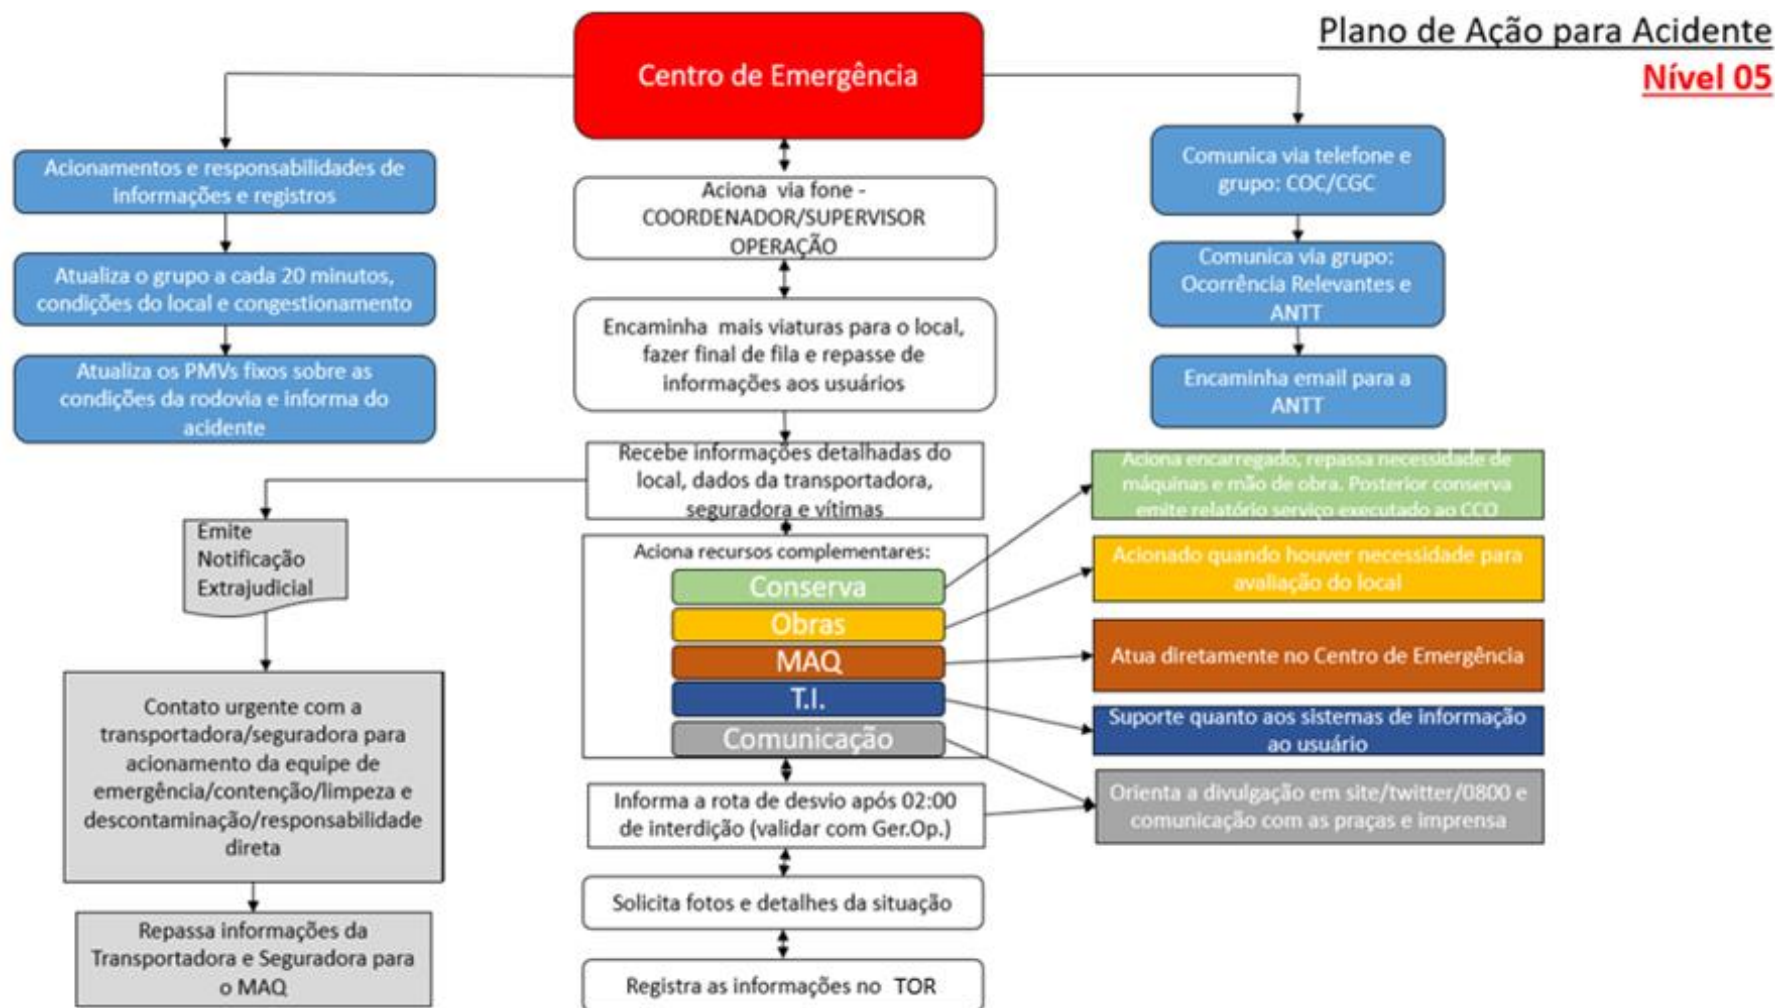 Plano de Ação para Acidente
Nível 05
Centro de Emergência
Acionamentos e responsabilidades de
informações e registros
Atualiza o grupo a cada 20 minutos,
condições do local e congestionamento
Atualiza os PMVs fixos sobre as
condições da rodovia e informa do
acidente
Aciona via fone -
COORDENADOR/SUPERVISOR
OPERAÇÃO
Encaminha mais viaturas para o local,
fazer final de fila e repasse de
informações aos usuários
Recebe informações detalhadas do
local, dados da transportadora,
seguradora e vítimas
Comunica via telefone e
grupo: COC/CGC
Comunica via grupo:
Ocorrência Relevantes e
ANTT
Encaminha email para a
ANTT
Emite
Notificação
Extrajudicial
Contato urgente com a
transportadora/seguradora para
acionamento da equipe de
emergência/contenção/limpeza e
descontaminação/responsabilidade
direta
Repassa informações da
Transportadora e Seguradora para
o MAQ
Aciona recursos complementares:
Conserva
Obras
MAQ
T.I.
Comunicação
Aciona encarregado, repassa necessidade de
máquinas e mão de obra. Posterior conserva
emite relatório serviço executado ao CCO
Acionado quando houver necessidade para
avaliação do local
Atua diretamente no Centro de Emergência
Suporte quanto aos sistemas de informação
ao usuário
Orienta a divulgação em site/twitter/0800 e
comunicação com as praças e imprensa
Informa a rota de desvio após 02:00
de interdição (validar com Ger.Op.)
Solicita fotos e detalhes da situação
Registra as informações no TOR